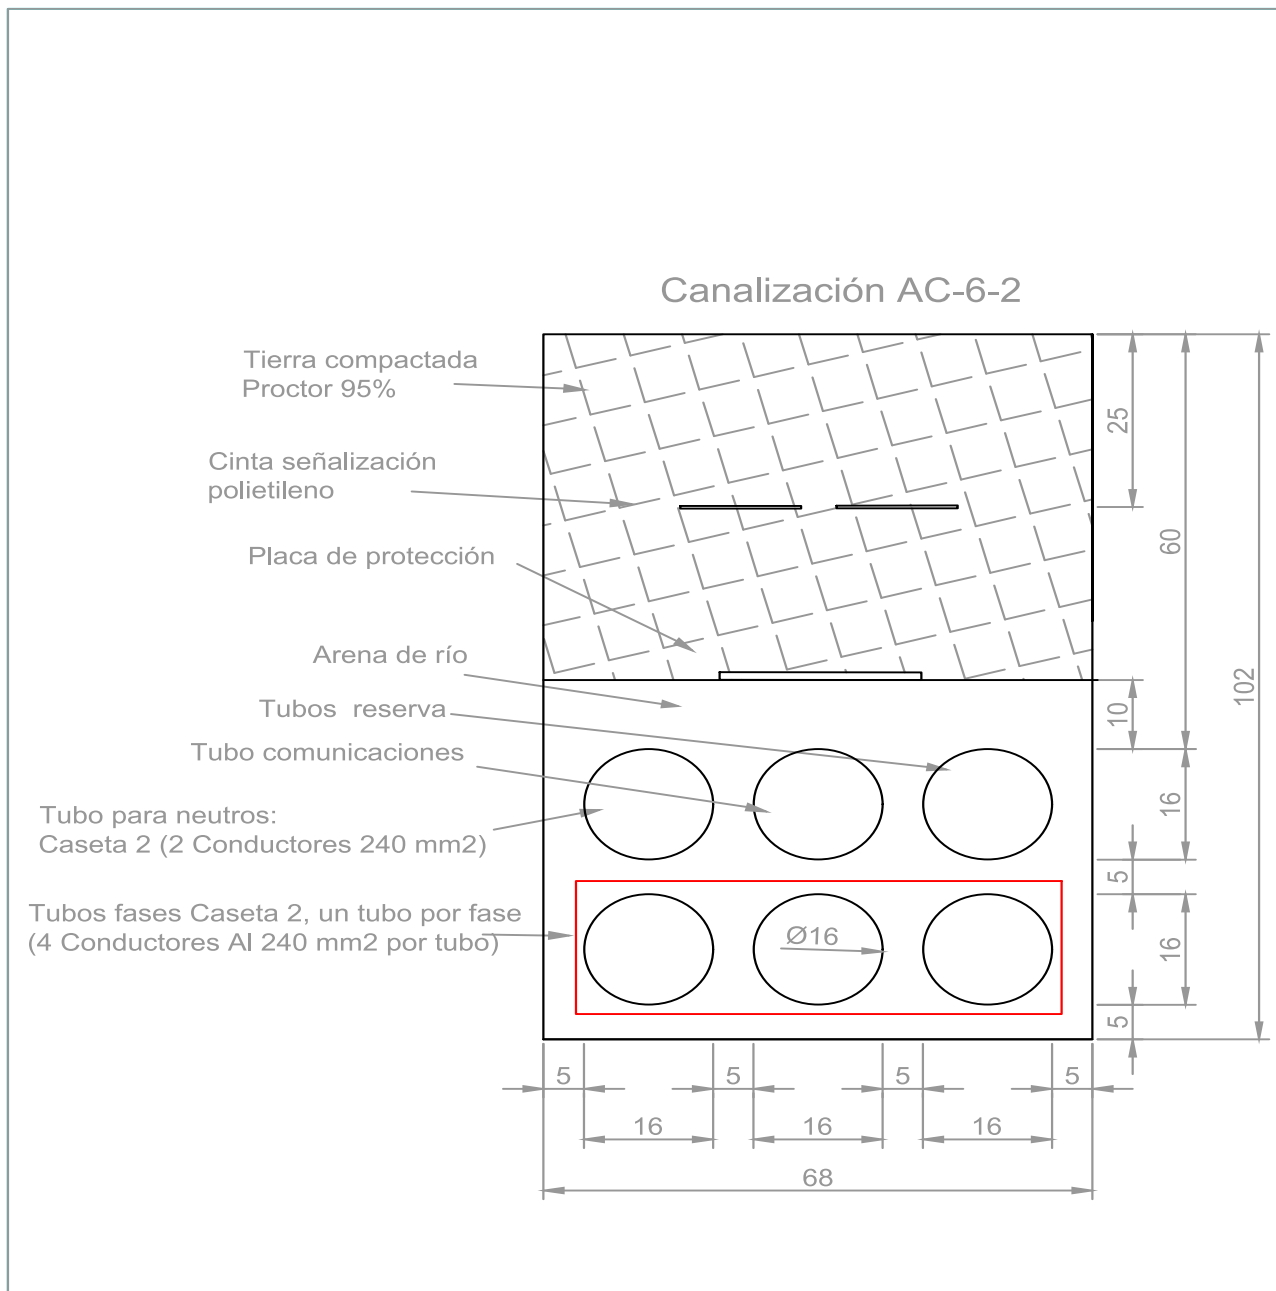 Canalización AC-6-2
Tierra compactada
Proctor 95%
Cinta señalización
polietileno
Placa de protección
Arena de río
Tubos reserva
Tubo comunicaciones
Tubo para neutros:
Caseta 2 (2 Conductores 240 mm2)
Tubos fases Caseta 2, un tubo por fase
(4 Conductores Al 240 mm2 por tubo)
Ø16
25
60
102
10
16
5
16
5
5
5
5
5
16
16
16
68